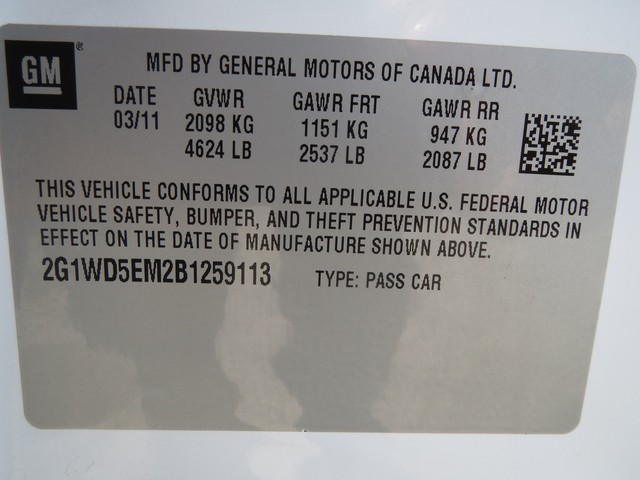 GM®
MFD BY GENERAL MOTORS OF CANADA LTD.
DATE GVWR GAWR FRT GAWR RR
03/11 2098 KG 1151 KG 947 KG
4624 LB 2537 LB 2087 LB
THIS VEHICLE CONFORMS TO ALL APPLICABLE U.S. FEDERAL MOTOR
VEHICLE SAFETY, BUMPER, AND THEFT PREVENTION STANDARDS IN
EFFECT ON THE DATE OF MANUFACTURE SHOWN ABOVE.
2G1WD5EM2B1259113 TYPE: PASS CAR